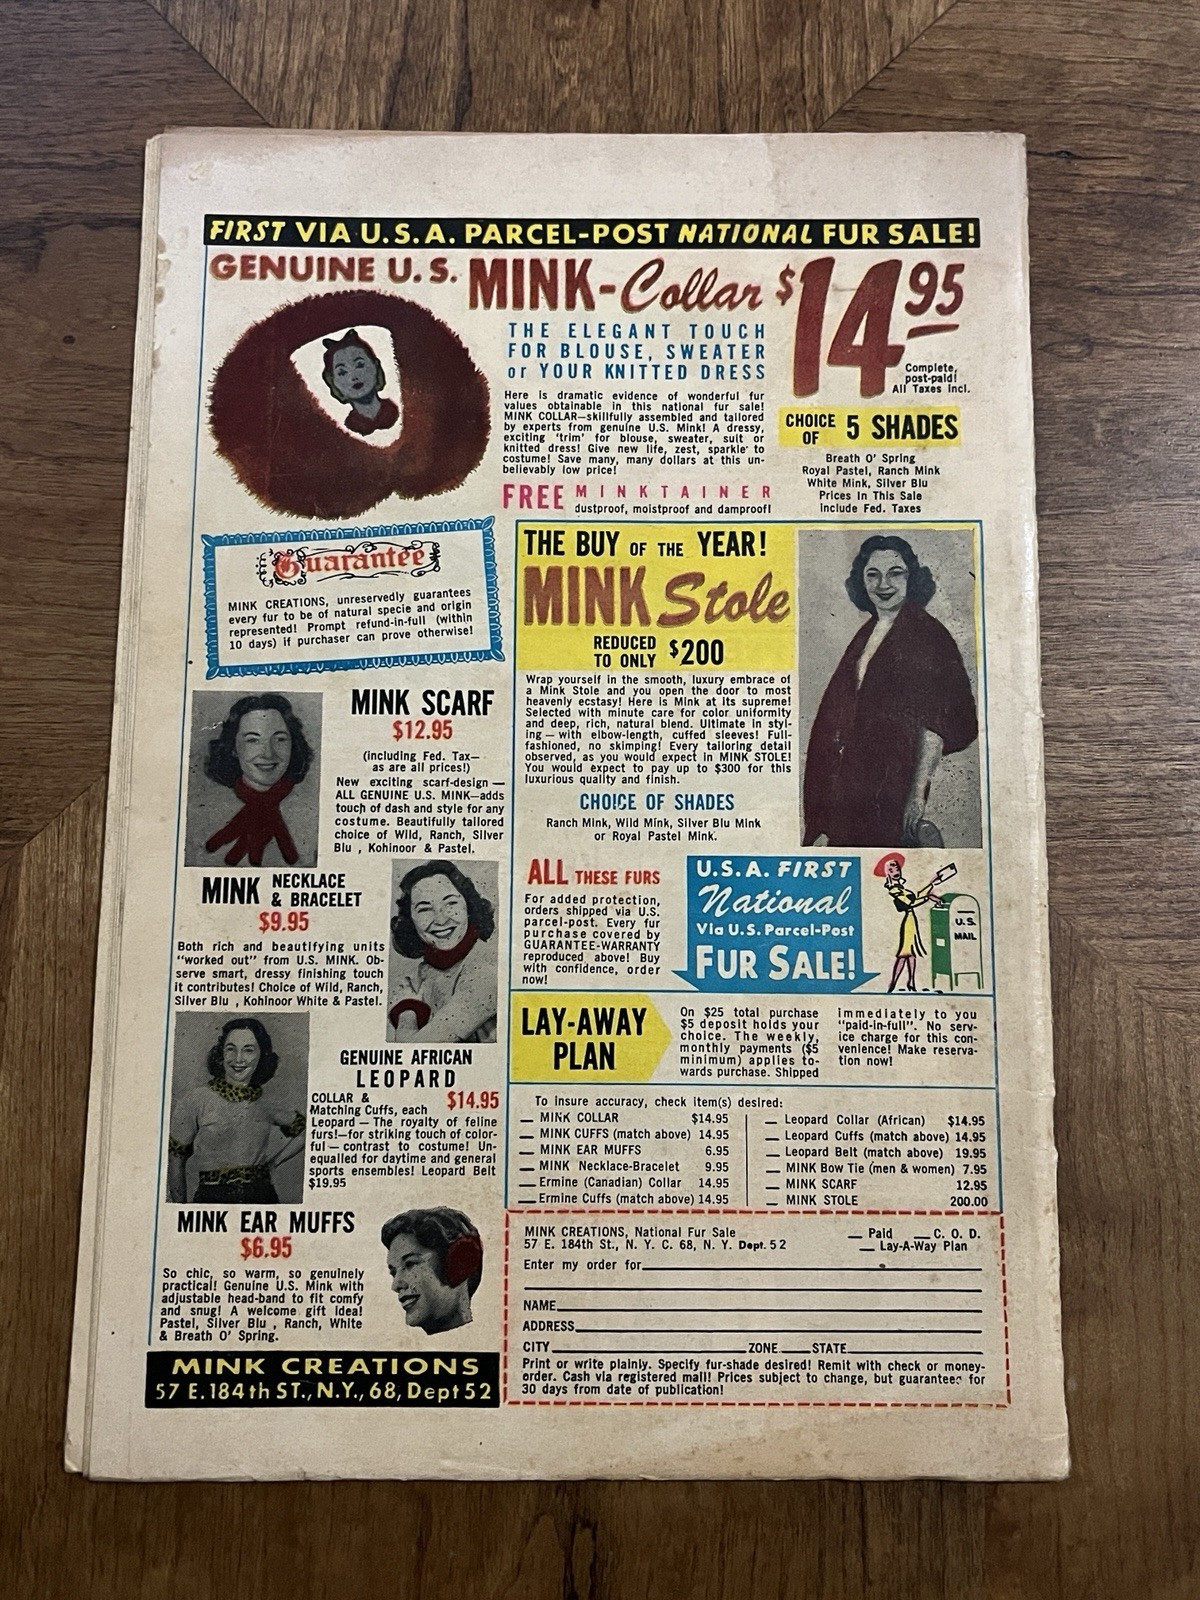 FIRST VIA U.S.A. PARCEL-POST NATIONAL FUR SALE!
GENUINE U.S. MINK-Collar $14.95
THE ELEGANT TOUCH
FOR BLOUSE, SWEATER
or YOUR KNITTED DRESS
Complete,
post-paid!
All Taxes Incl.
Here is dramatic evidence of wonderful fur
values obtainable in this national fur sale!
MINK COLLAR—skillfully assembled and tailored
by experts from genuine U.S. Mink! A dressy,
exciting 'trim' for blouse, sweater, suit or
knitted dress! Give new life, zest, sparkle to
costume! Save many, many dollars at this un-
believably low price!
CHOICE OF 5 SHADES
Breath O' Spring
Royal Pastel, Ranch Mink
White Mink, Silver Blu
Prices In This Sale
Include Fed. Taxes
FREE MINKTAINER
dustproof, moistproof and damproof!
Guarantee
MINK CREATIONS, unreservedly guarantees
every fur to be of natural specie and origin
represented! Prompt refund-in-full (within
10 days) if purchaser can prove otherwise!
THE BUY OF THE YEAR!
MINK Stole
REDUCED
TO ONLY $200
Wrap yourself in the smooth, luxury embrace of
a Mink Stole and you open the door to most
heavenly ecstasy! Here is Mink at its supreme!
Selected with minute care for color uniformity
and deep, rich, natural blend. Ultimate in styl-
ing — with elbow-length, cuffed sleeves! Full-
fashioned, no skimping! Every tailoring detail
observed, as you would expect in MINK STOLE!
You would expect to pay up to $300 for this
luxurious quality and finish.
CHOICE OF SHADES
Ranch Mink, Wild Mink, Silver Blu Mink
or Royal Pastel Mink.
MINK SCARF
$12.95
(including Fed. Tax—
as are all prices!)
New exciting scarf-design —
ALL GENUINE U.S. MINK—adds
touch of dash and style for any
costume. Beautifully tailored
choice of Wild, Ranch, Silver
Blu , Kohinoor & Pastel.
MINK NECKLACE
& BRACELET
$9.95
Both rich and beautifying units
"worked out" from U.S. MINK. Ob-
serve smart, dressy finishing touch
it contributes! Choice of Wild, Ranch,
Silver Blu , Kohinoor White & Pastel.
ALL THESE FURS
For added protection,
orders shipped via U.S.
parcel-post. Every fur
purchase covered by
GUARANTEE-WARRANTY
reproduced above! Buy
with confidence, order
now!
U.S.A. FIRST
National
Via U.S. Parcel-Post
FUR SALE!
U.S.
MAIL
LAY-AWAY
PLAN
On $25 total purchase
$5 deposit holds your
choice. The weekly,
monthly payments ($5
minimum) applies to-
wards purchase. Shipped
immediately to you
"paid-in-full". No serv-
ice charge for this con-
venience! Make reserva-
tion now!
GENUINE AFRICAN
LEOPARD
COLLAR & $14.95
Matching Cuffs, each
Leopard — The royalty of feline
furs!—for striking touch of color-
ful — contrast to costume! Un-
equalled for daytime and general
sports ensembles! Leopard Belt
$19.95
MINK EAR MUFFS
$6.95
So chic, so warm, so genuinely
practical! Genuine U.S. Mink with
adjustable head-band to fit comfy
and snug! A welcome gift idea!
Pastel, Silver Blu , Ranch, White
& Breath O' Spring.
MINK CREATIONS
57 E. 184th ST., N.Y., 68, Dept 52
To insure accuracy, check item(s) desired:
MINK COLLAR $14.95
MINK CUFFS (match above) 14.95
MINK EAR MUFFS 6.95
MINK Necklace-Bracelet 9.95
Ermine (Canadian) Collar 14.95
Ermine Cuffs (match above) 14.95
Leopard Collar (African) $14.95
Leopard Cuffs (match above) 14.95
Leopard Belt (match above) 19.95
MINK Bow Tie (men & women) 7.95
MINK SCARF 12.95
MINK STOLE 200.00
MINK CREATIONS, National Fur Sale
57 E. 184th St., N. Y. C. 68, N. Y. Dept. 52
Paid C. O. D.
Lay-A-Way Plan
Enter my order for
NAME
ADDRESS
CITY ZONE STATE
Print or write plainly. Specify fur-shade desired! Remit with check or money-
order. Cash via registered mail! Prices subject to change, but guarantee for
30 days from date of publication!